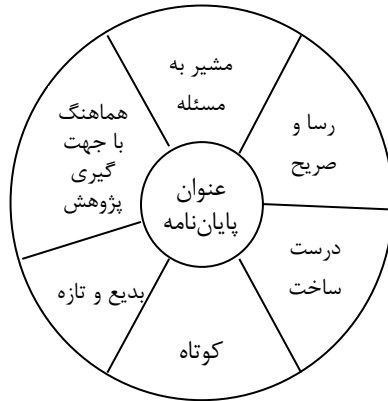 مشیر به
مسئله
رسا و
صریح
درست
ساخت
کوتاه
بدیع و تازه
هماهنگ
با جهت
گیری
پژوهش
عنوان
پایان‌نامه